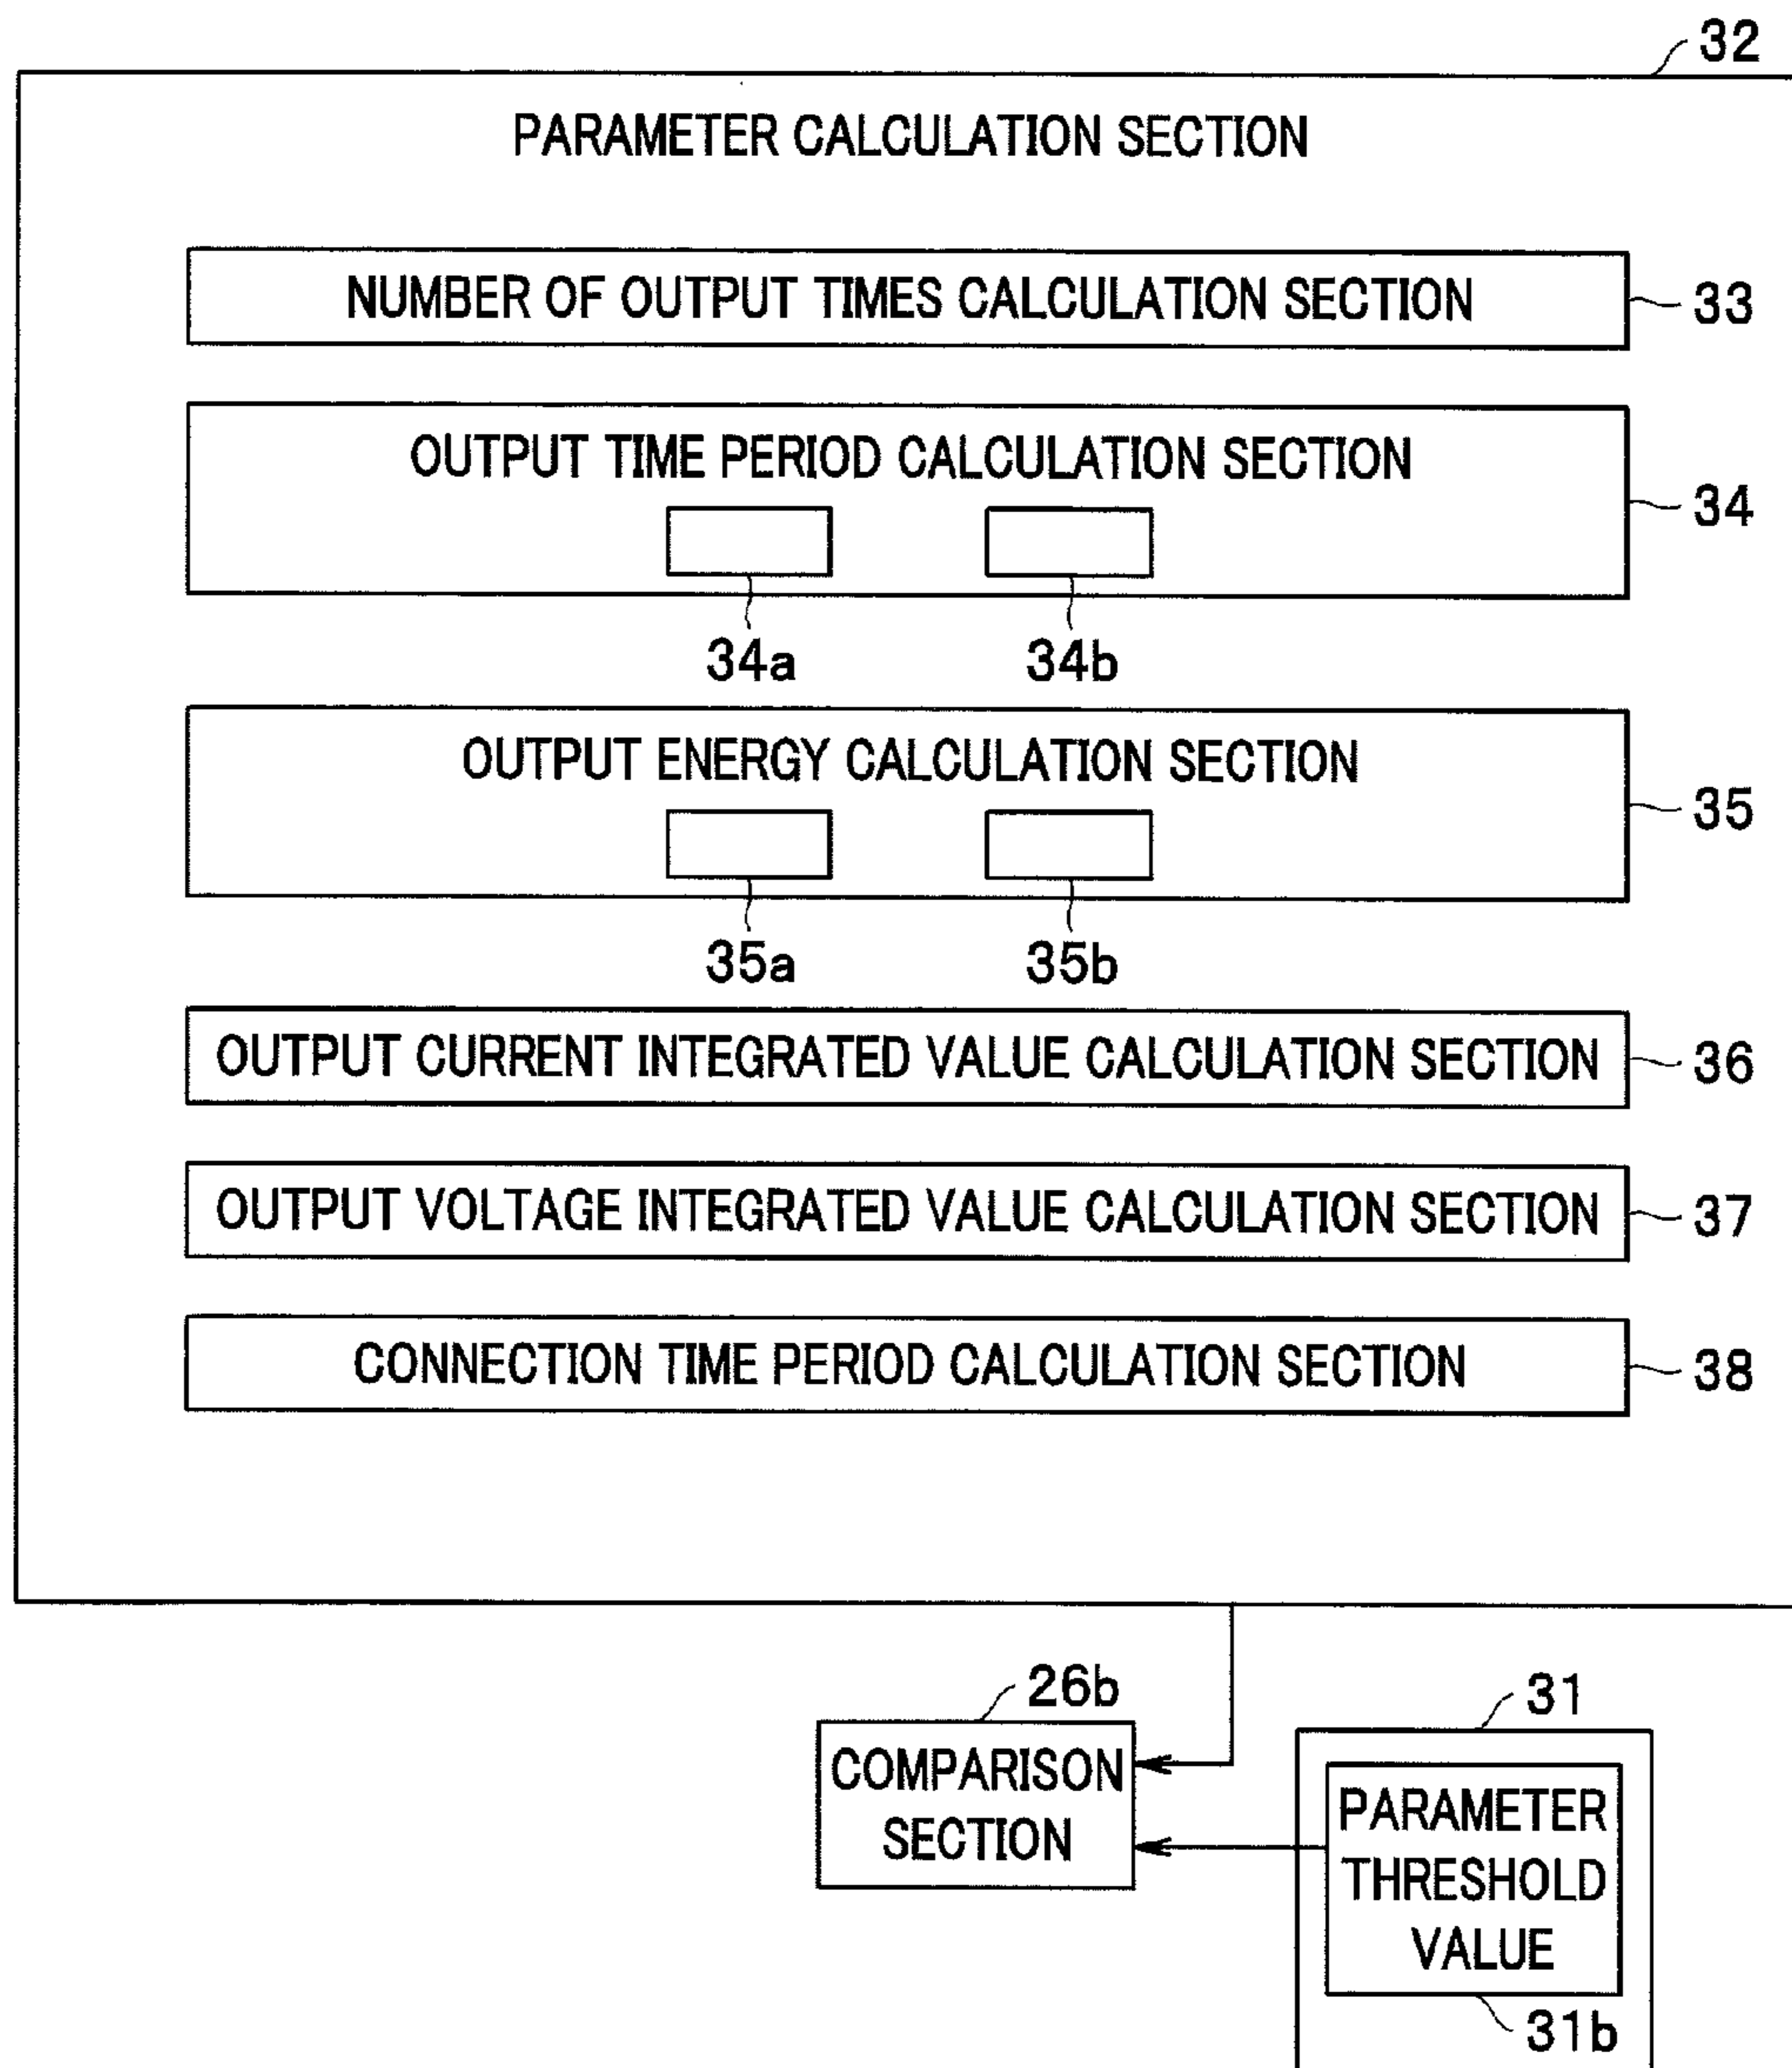 32
PARAMETER CALCULATION SECTION
NUMBER OF OUTPUT TIMES CALCULATION SECTION
33
OUTPUT TIME PERIOD CALCULATION SECTION
34
34a
34b
OUTPUT ENERGY CALCULATION SECTION
35
35a
35b
OUTPUT CURRENT INTEGRATED VALUE CALCULATION SECTION
36
OUTPUT VOLTAGE INTEGRATED VALUE CALCULATION SECTION
37
CONNECTION TIME PERIOD CALCULATION SECTION
38
26b
COMPARISON
SECTION
31
PARAMETER
THRESHOLD
VALUE
31b